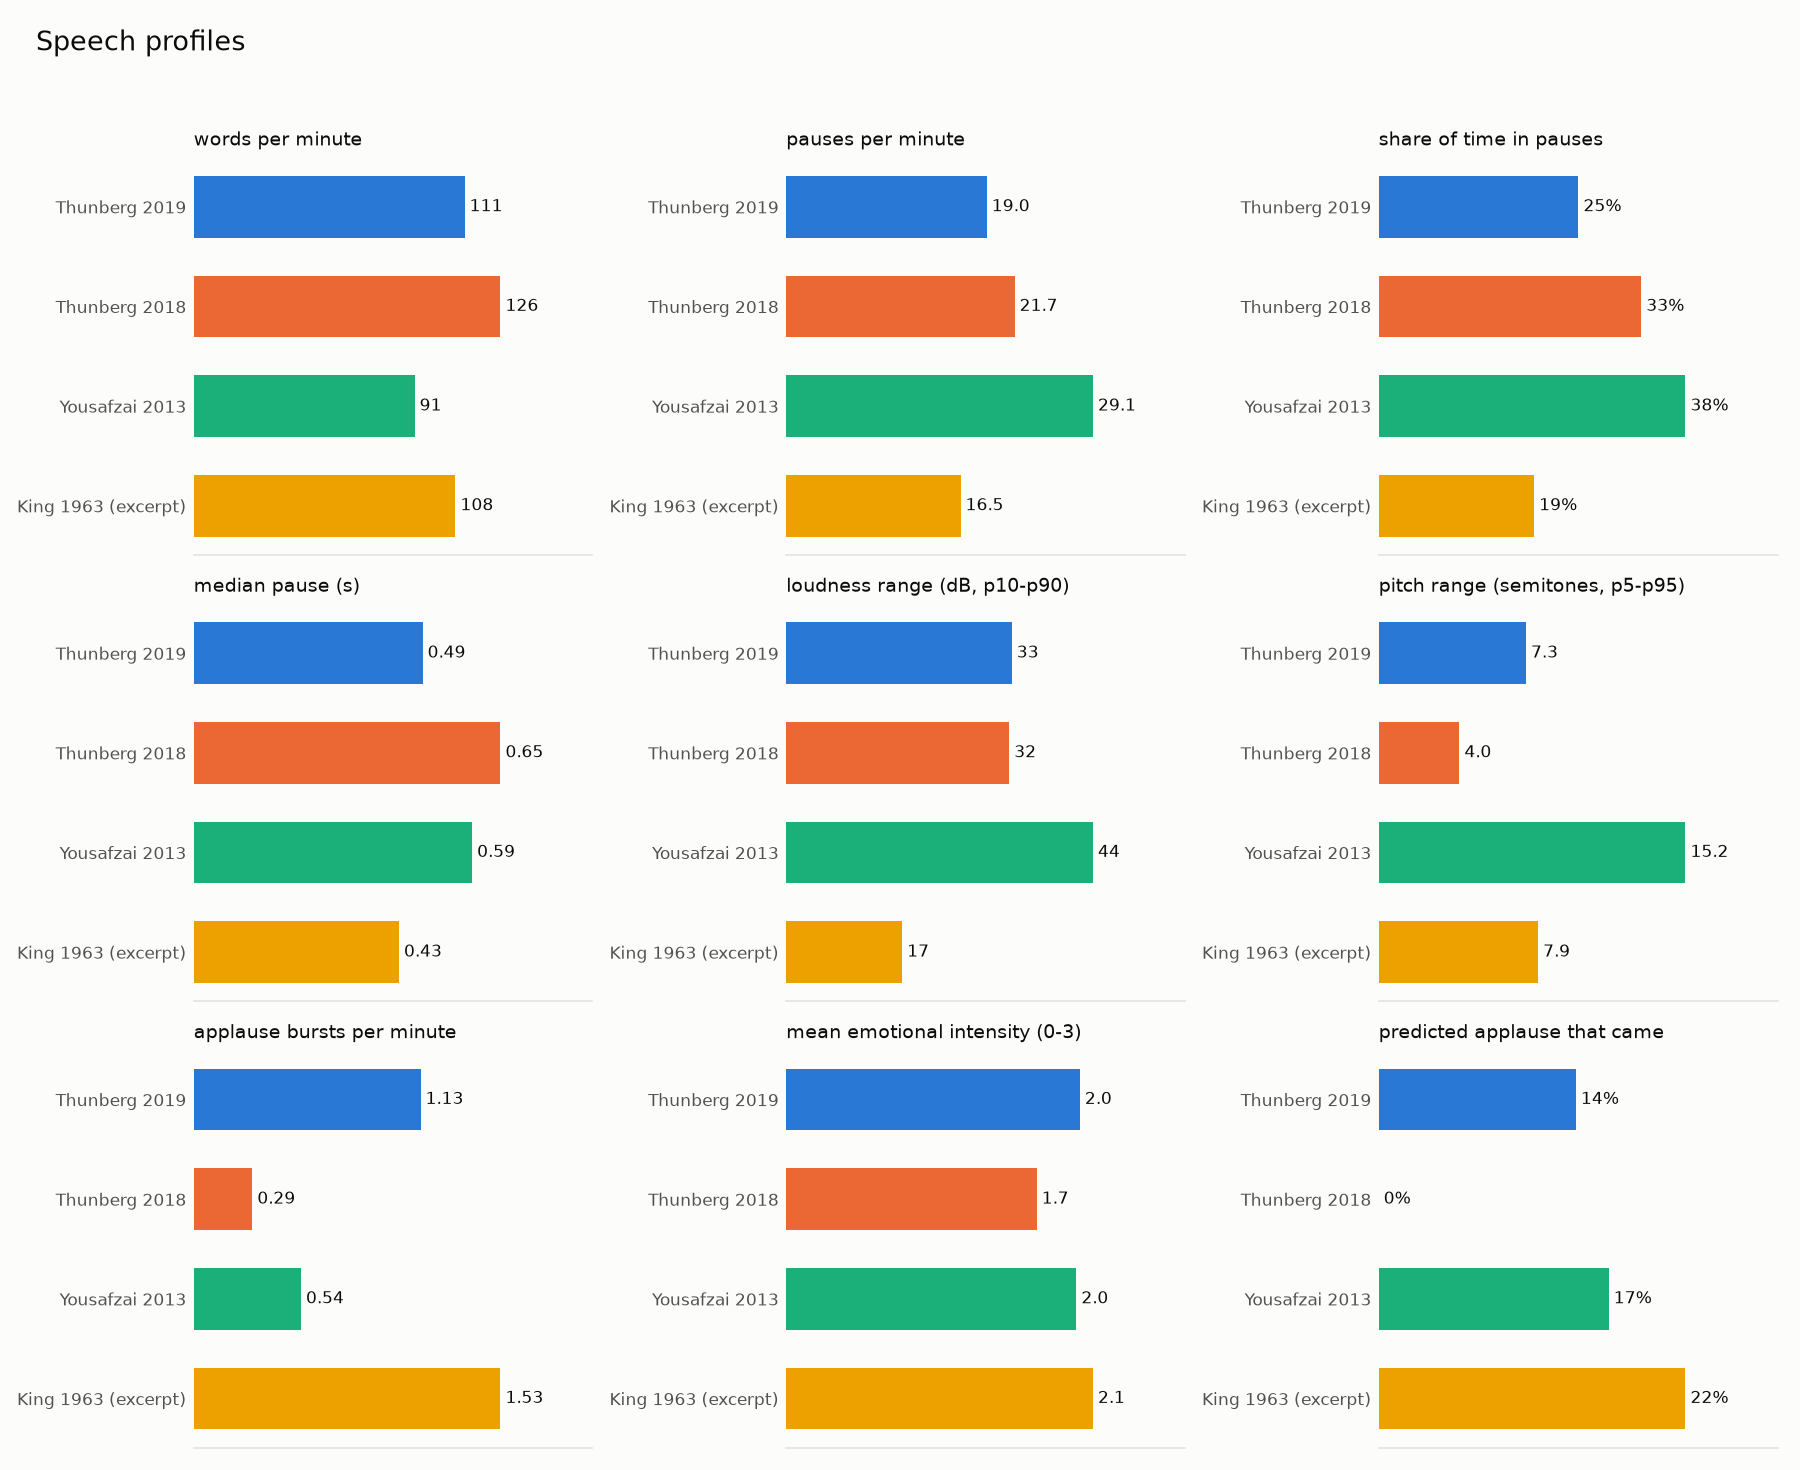 Speech profiles
words per minute
Thunberg 2019 111
Thunberg 2018 126
Yousafzai 2013 91
King 1963 (excerpt) 108
pauses per minute
Thunberg 2019 19.0
Thunberg 2018 21.7
Yousafzai 2013 29.1
King 1963 (excerpt) 16.5
share of time in pauses
Thunberg 2019 25%
Thunberg 2018 33%
Yousafzai 2013 38%
King 1963 (excerpt) 19%
median pause (s)
Thunberg 2019 0.49
Thunberg 2018 0.65
Yousafzai 2013 0.59
King 1963 (excerpt) 0.43
loudness range (dB, p10-p90)
Thunberg 2019 33
Thunberg 2018 32
Yousafzai 2013 44
King 1963 (excerpt) 17
pitch range (semitones, p5-p95)
Thunberg 2019 7.3
Thunberg 2018 4.0
Yousafzai 2013 15.2
King 1963 (excerpt) 7.9
applause bursts per minute
Thunberg 2019 1.13
Thunberg 2018 0.29
Yousafzai 2013 0.54
King 1963 (excerpt) 1.53
mean emotional intensity (0-3)
Thunberg 2019 2.0
Thunberg 2018 1.7
Yousafzai 2013 2.0
King 1963 (excerpt) 2.1
predicted applause that came
Thunberg 2019 14%
Thunberg 2018 0%
Yousafzai 2013 17%
King 1963 (excerpt) 22%